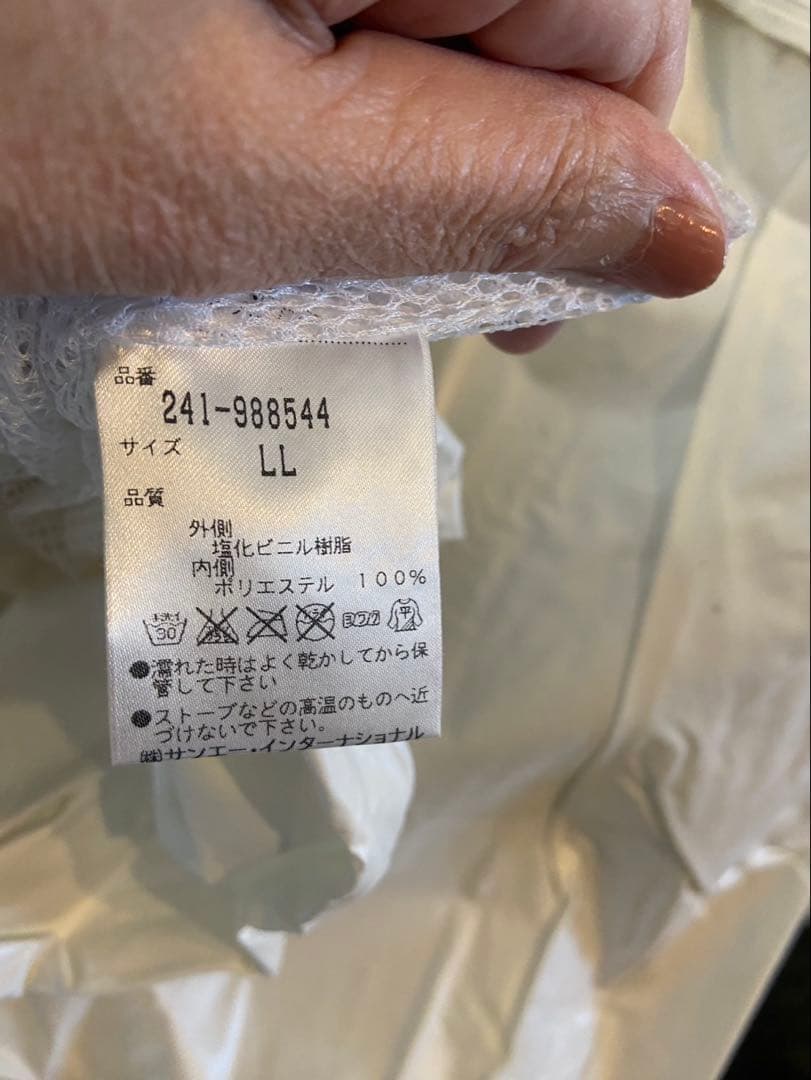 品番
241-988544
サイズ
LL
品質
外側
塩化ビニル樹脂
内側
ポリエステル 100%
30 ヨワク 平
●濡れた時はよく乾かしてから保
管して下さい
●ストーブなどの高温のものへ近
づけないで下さい。
㈱サンエー・インターナショナル